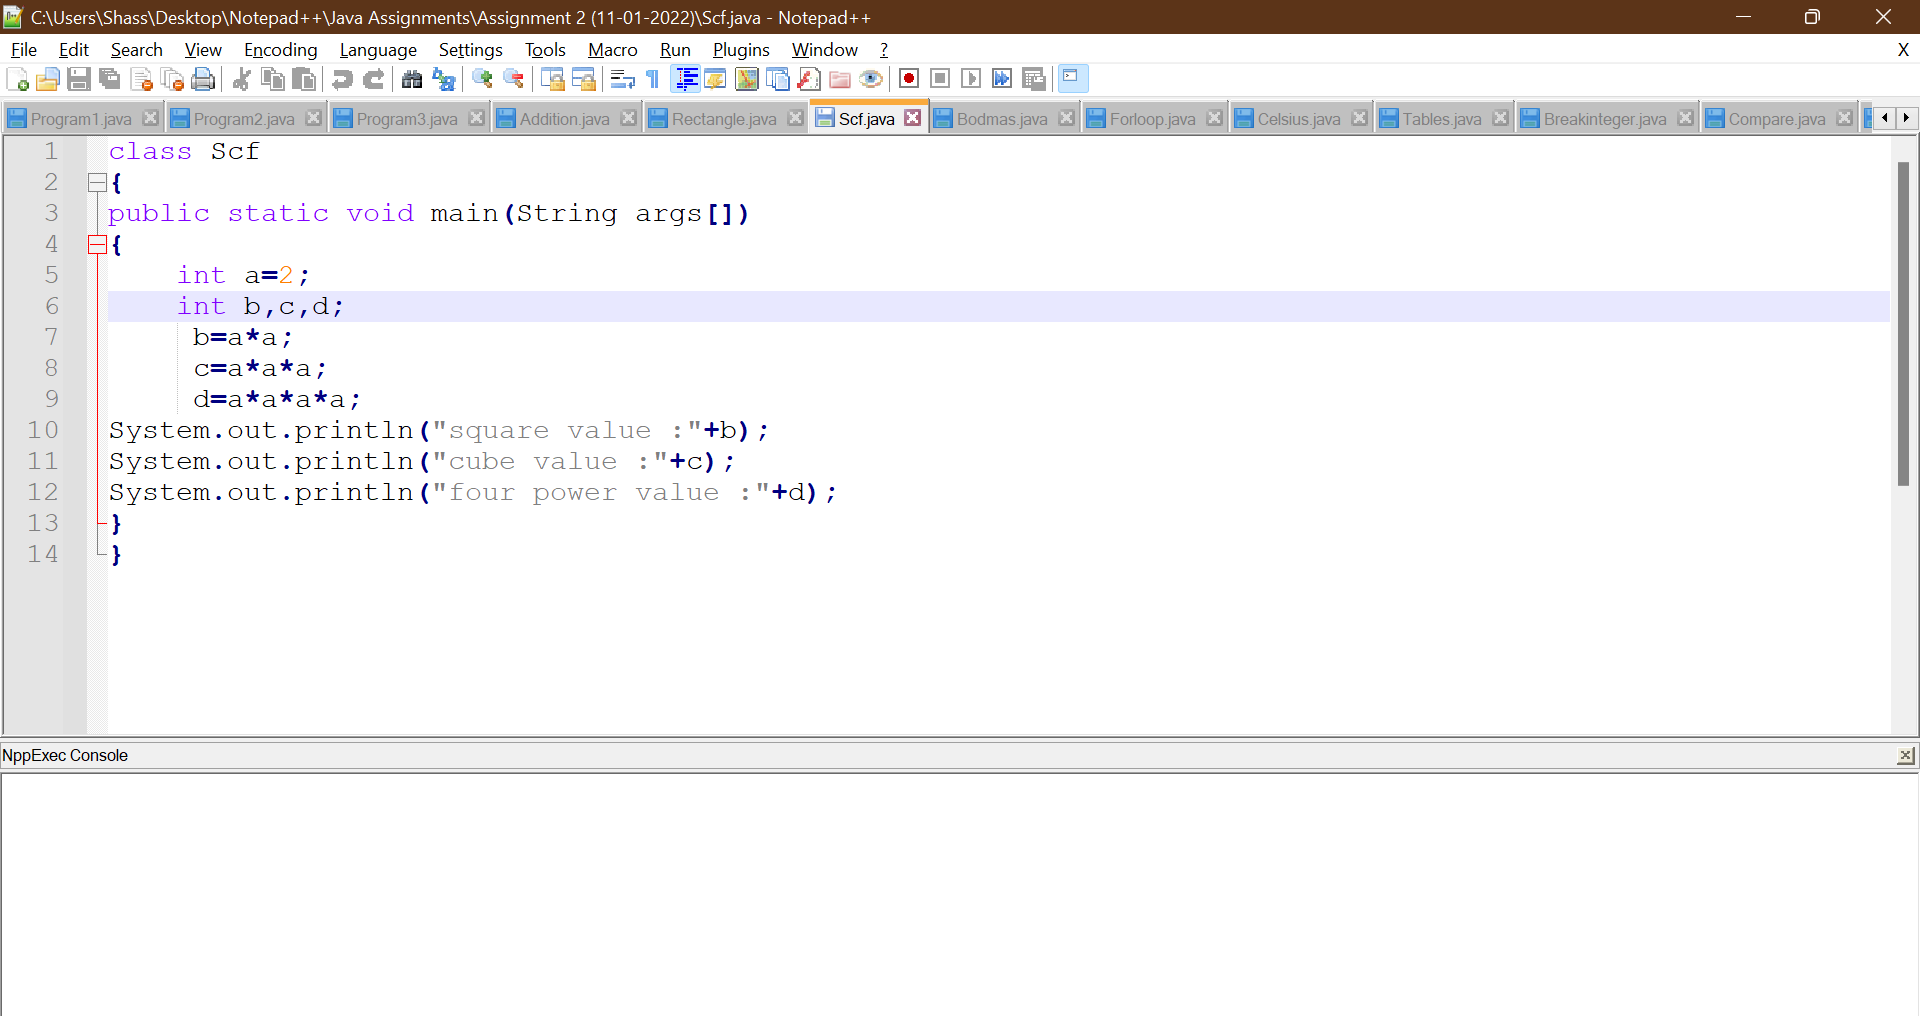 C:\Users\Shass\Desktop\Notepad++\Java Assignments\Assignment 2 (11-01-2022)\Scf.java - Notepad++
File Edit Search View Encoding Language Settings Tools Macro Run Plugins Window ? X
Program1.java Program2.java Program3.java Addition.java Rectangle.java Scf.java Bodmas.java Forloop.java Celsius.java Tables.java Breakinteger.java Compare.java
1 class Scf
2 {
3 public static void main(String args[])
4 {
5 int a=2;
6 int b,c,d;
7 b=a*a;
8 c=a*a*a;
9 d=a*a*a*a;
10 System.out.println("square value :"+b);
11 System.out.println("cube value :"+c);
12 System.out.println("four power value :"+d);
13 }
14 }
NppExec Console